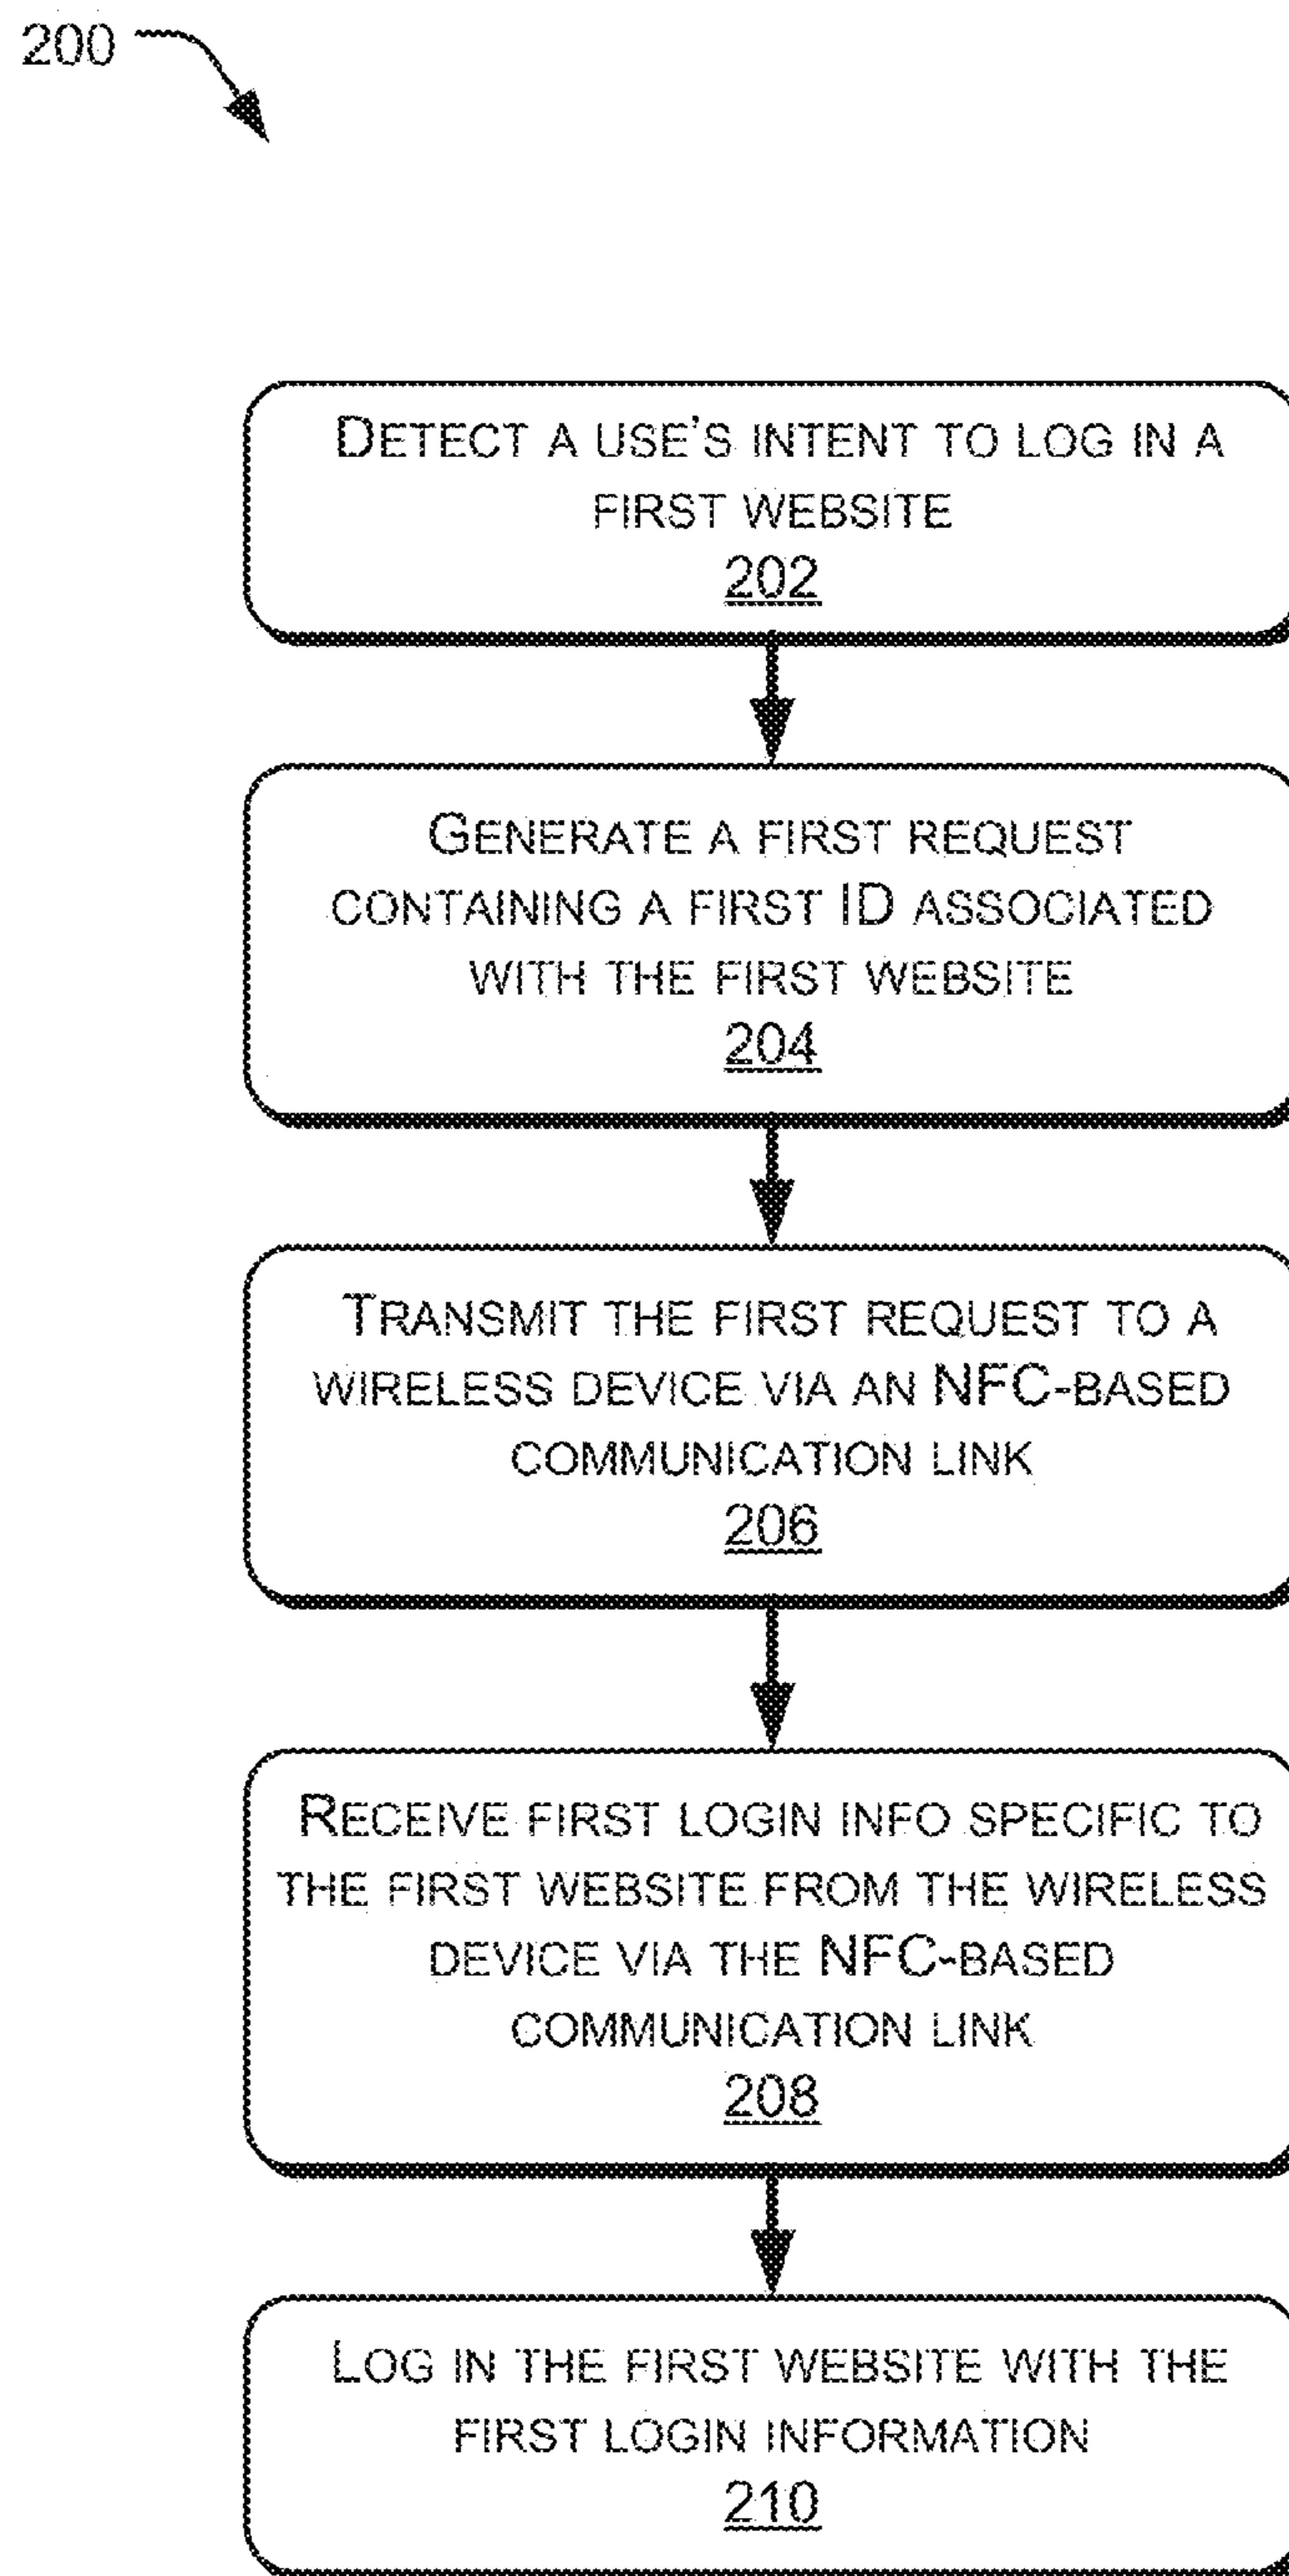 200
DETECT A USE'S INTENT TO LOG IN A
FIRST WEBSITE
202
GENERATE A FIRST REQUEST
CONTAINING A FIRST ID ASSOCIATED
WITH THE FIRST WEBSITE
204
TRANSMIT THE FIRST REQUEST TO A
WIRELESS DEVICE VIA AN NFC-BASED
COMMUNICATION LINK
206
RECEIVE FIRST LOGIN INFO SPECIFIC TO
THE FIRST WEBSITE FROM THE WIRELESS
DEVICE VIA THE NFC-BASED
COMMUNICATION LINK
208
LOG IN THE FIRST WEBSITE WITH THE
FIRST LOGIN INFORMATION
210